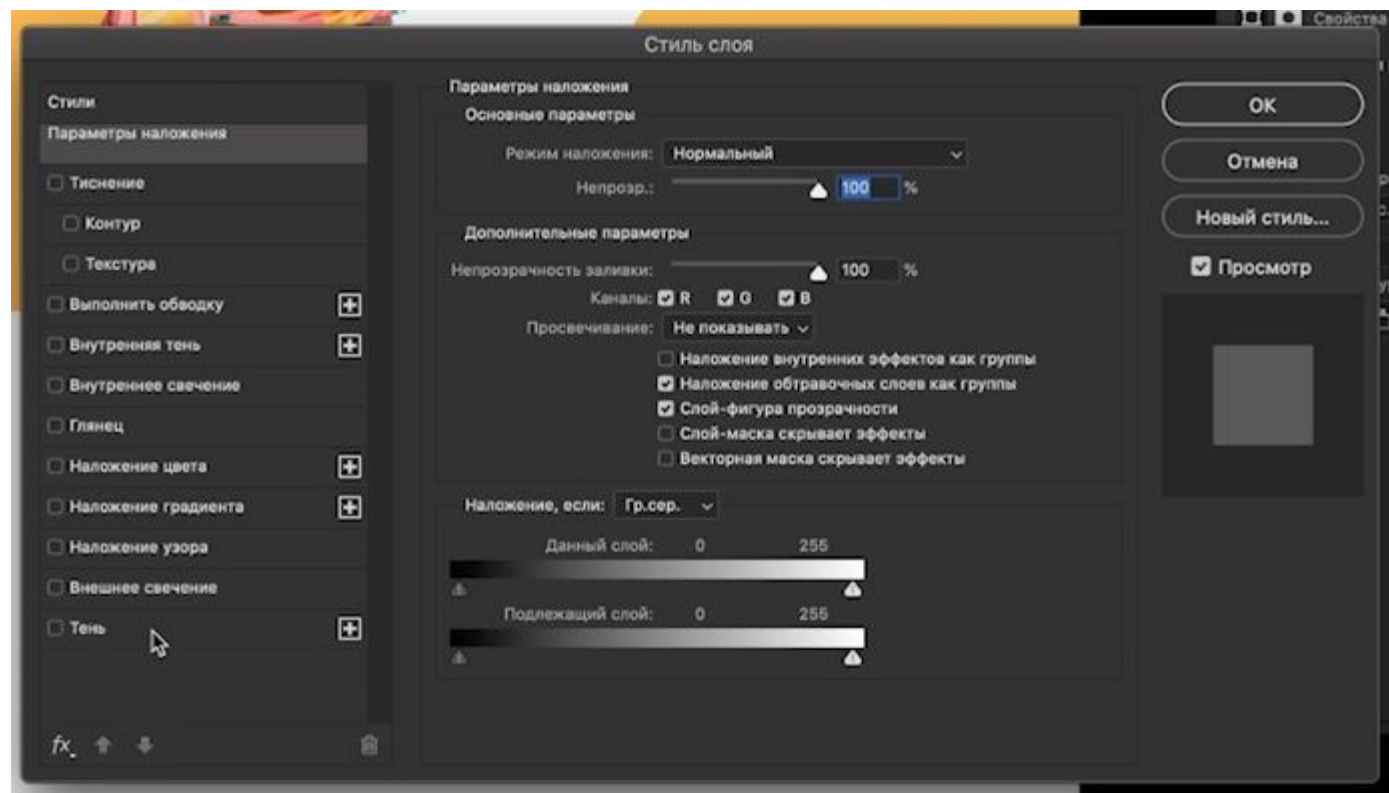 Свойства
Стиль слоя
Стили
Параметры наложения
Тиснение
Контур
Текстура
Выполнить обводку
Внутренняя тень
Внутреннее свечение
Глянец
Наложение цвета
Наложение градиента
Наложение узора
Внешнее свечение
Тень
fx
Параметры наложения
Основные параметры
Режим наложения: Нормальный
Непрозр.: 100 %
Дополнительные параметры
Непрозрачность заливки: 100 %
Каналы: R G B
Просвечивание: Не показывать
Наложение внутренних эффектов как группы
Наложение обтравочных слоев как группы
Слой-фигура прозрачности
Слой-маска скрывает эффекты
Векторная маска скрывает эффекты
Наложение, если: Гр.сер.
Данный слой: 0 255
Подлежащий слой: 0 255
ОК
Отмена
Новый стиль...
Просмотр